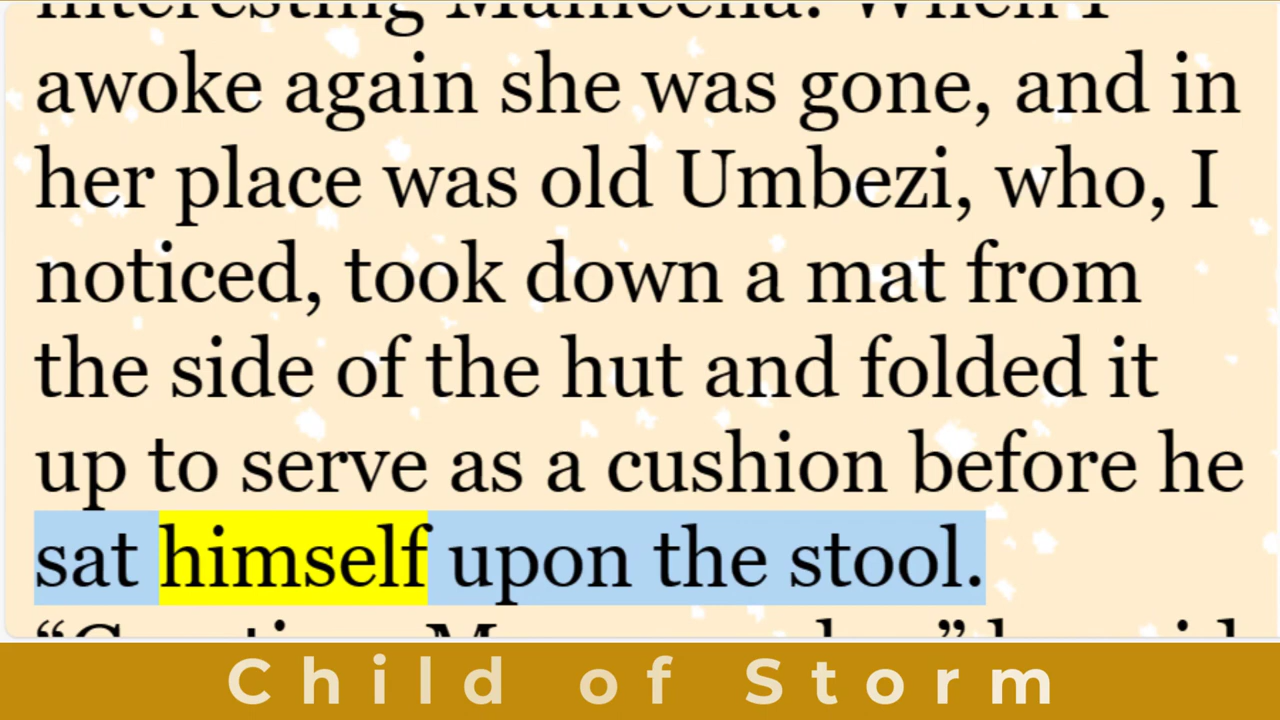 awoke again she was gone, and in
her place was old Umbezi, who, I
noticed, took down a mat from
the side of the hut and folded it
up to serve as a cushion before he
sat himself upon the stool.
Child of Storm